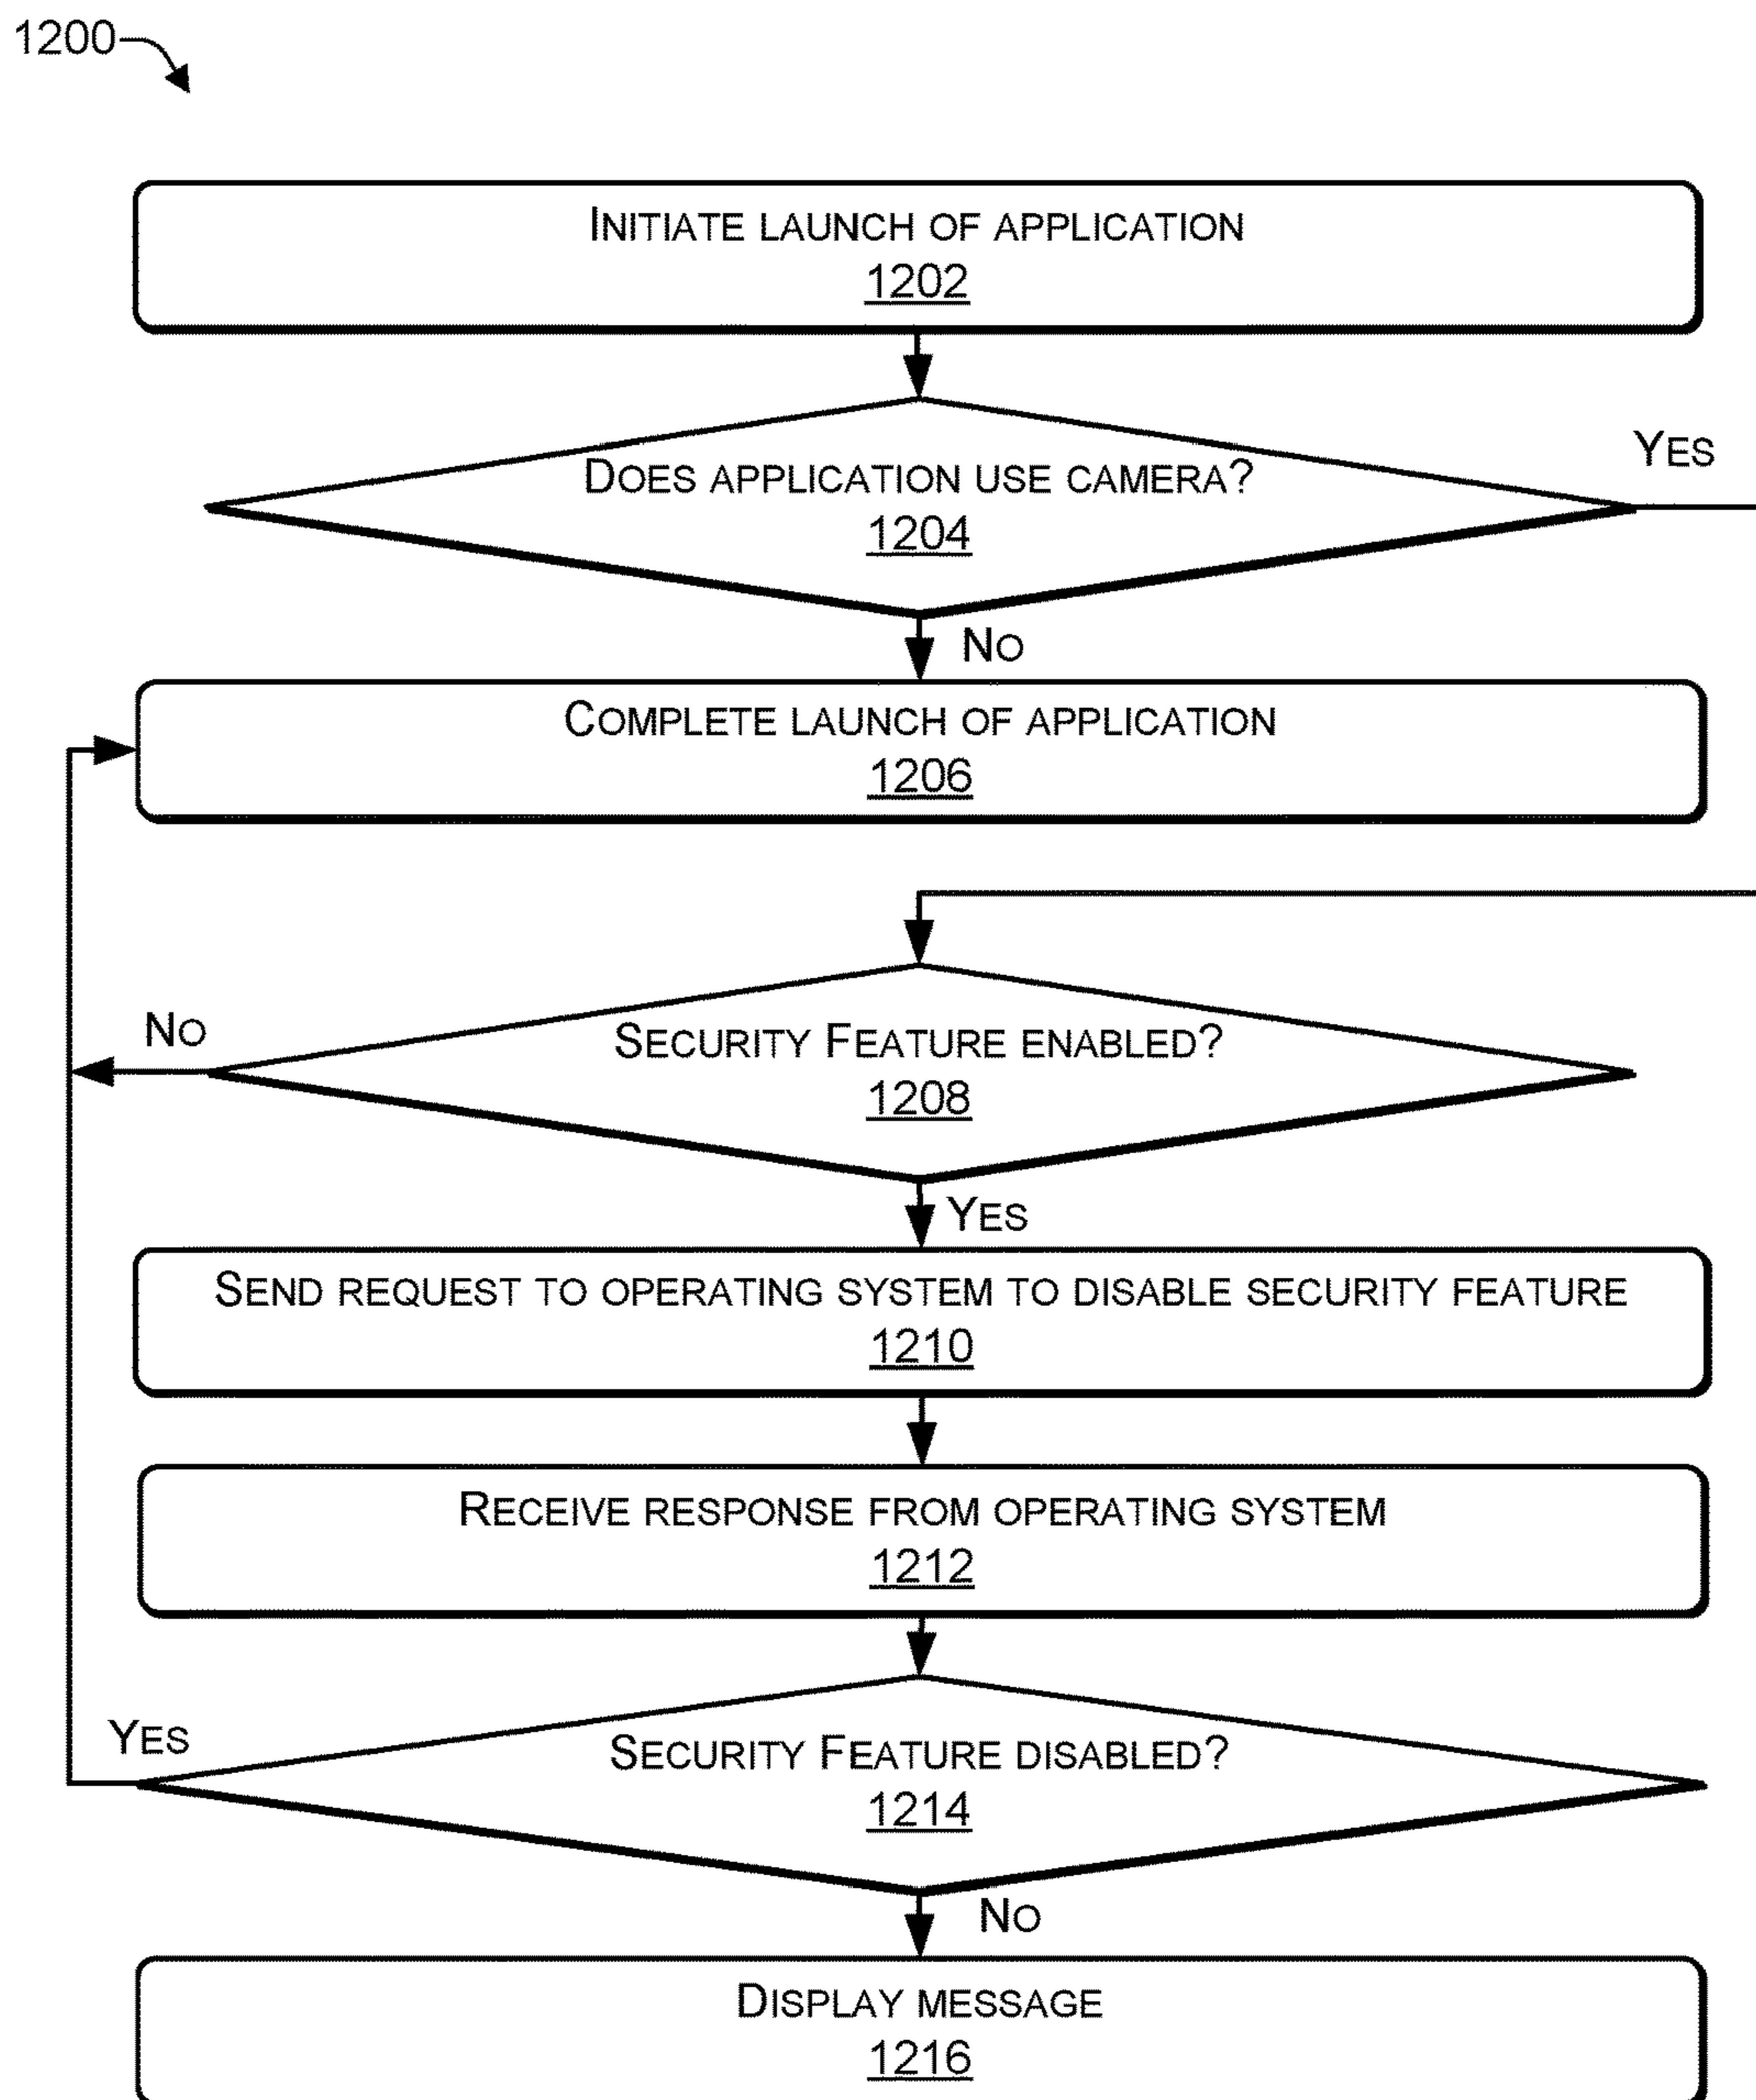 1200
INITIATE LAUNCH OF APPLICATION
1202
DOES APPLICATION USE CAMERA?
1204
YES
NO
COMPLETE LAUNCH OF APPLICATION
1206
SECURITY FEATURE ENABLED?
1208
NO
YES
SEND REQUEST TO OPERATING SYSTEM TO DISABLE SECURITY FEATURE
1210
RECEIVE RESPONSE FROM OPERATING SYSTEM
1212
YES
SECURITY FEATURE DISABLED?
1214
NO
DISPLAY MESSAGE
1216